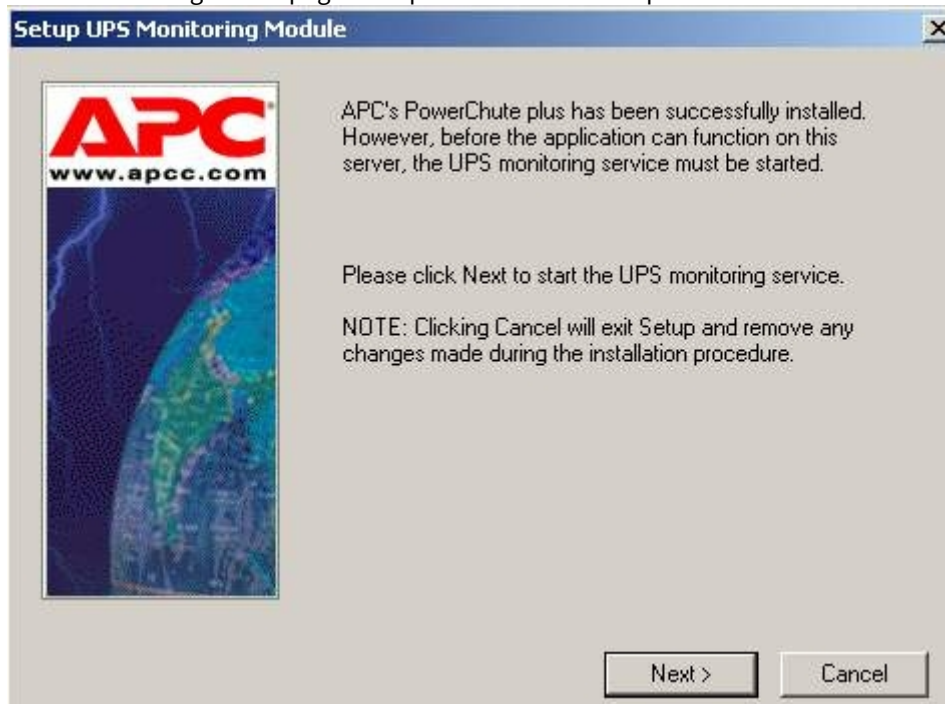 Setup UPS Monitoring Module
APC
www.apcc.com
APC's PowerChute plus has been successfully installed.
However, before the application can function on this
server, the UPS monitoring service must be started.
Please click Next to start the UPS monitoring service.
NOTE: Clicking Cancel will exit Setup and remove any
changes made during the installation procedure.
Next >
Cancel